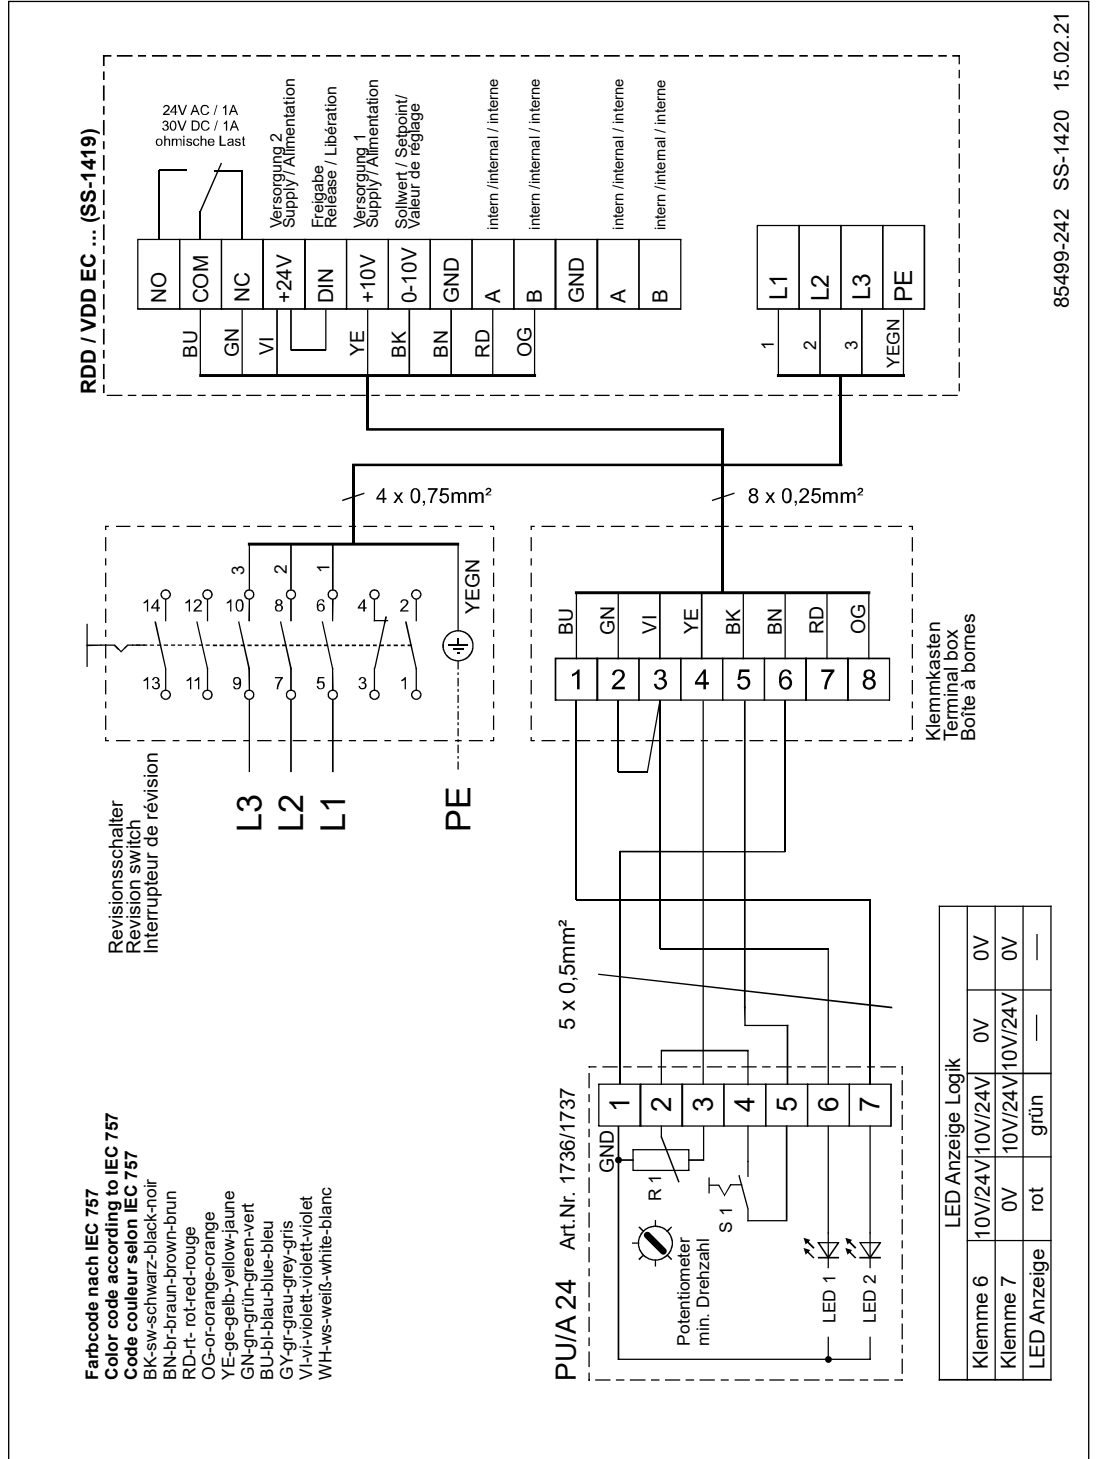 RDD / VDD EC ... (SS-1419)
24V AC / 1A
30V DC / 1A
ohmische Last
Versorgung 2
Supply / Alimentation
Freigabe
Release / Libération
Versorgung 1
Supply / Alimentation
Sollwert / Setpoint/
Valeur de réglage
intern /internal / interne
intern /internal / interne
intern /internal / interne
intern /internal / interne
NO
COM
NC
+24V
DIN
+10V
0-10V
GND
A
B
GND
A
B
L1
L2
L3
PE
BU
GN
VI
YE
BK
BN
RD
OG
1
2
3
YEGN
85499-242 SS-1420 15.02.21
4 x 0,75mm²
8 x 0,25mm²
3
2
1
YEGN
14
12
10
8
6
4
2
13
11
9
7
5
3
1
L3
L2
L1
PE
Revisionsschalter
Revision switch
Interrupteur de révision
BU
GN
VI
YE
BK
BN
RD
OG
1
2
3
4
5
6
7
8
Klemmkasten
Terminal box
Boîte à bornes
5 x 0,5mm²
PU/A 24 Art.Nr. 1736/1737
GND
1
2
3
4
5
6
7
R 1
S 1
Potentiometer
min. Drehzahl
LED 1
LED 2
LED Anzeige Logik
Klemme 6 10V/24V 10V/24V 0V 0V
Klemme 7 0V 10V/24V 10V/24V 0V
LED Anzeige rot grün — —
Farbcode nach IEC 757
Color code according to IEC 757
Code couleur selon IEC 757
BK-sw-schwarz-black-noir
BN-br-braun-brown-brun
RD-rt- rot-red-rouge
OG-or-orange-orange
YE-ge-gelb-yellow-jaune
GN-gn-grün-green-vert
BU-bl-blau-blue-bleu
GY-gr-grau-grey-gris
VI-vi-violett-violett-violet
WH-ws-weiß-white-blanc